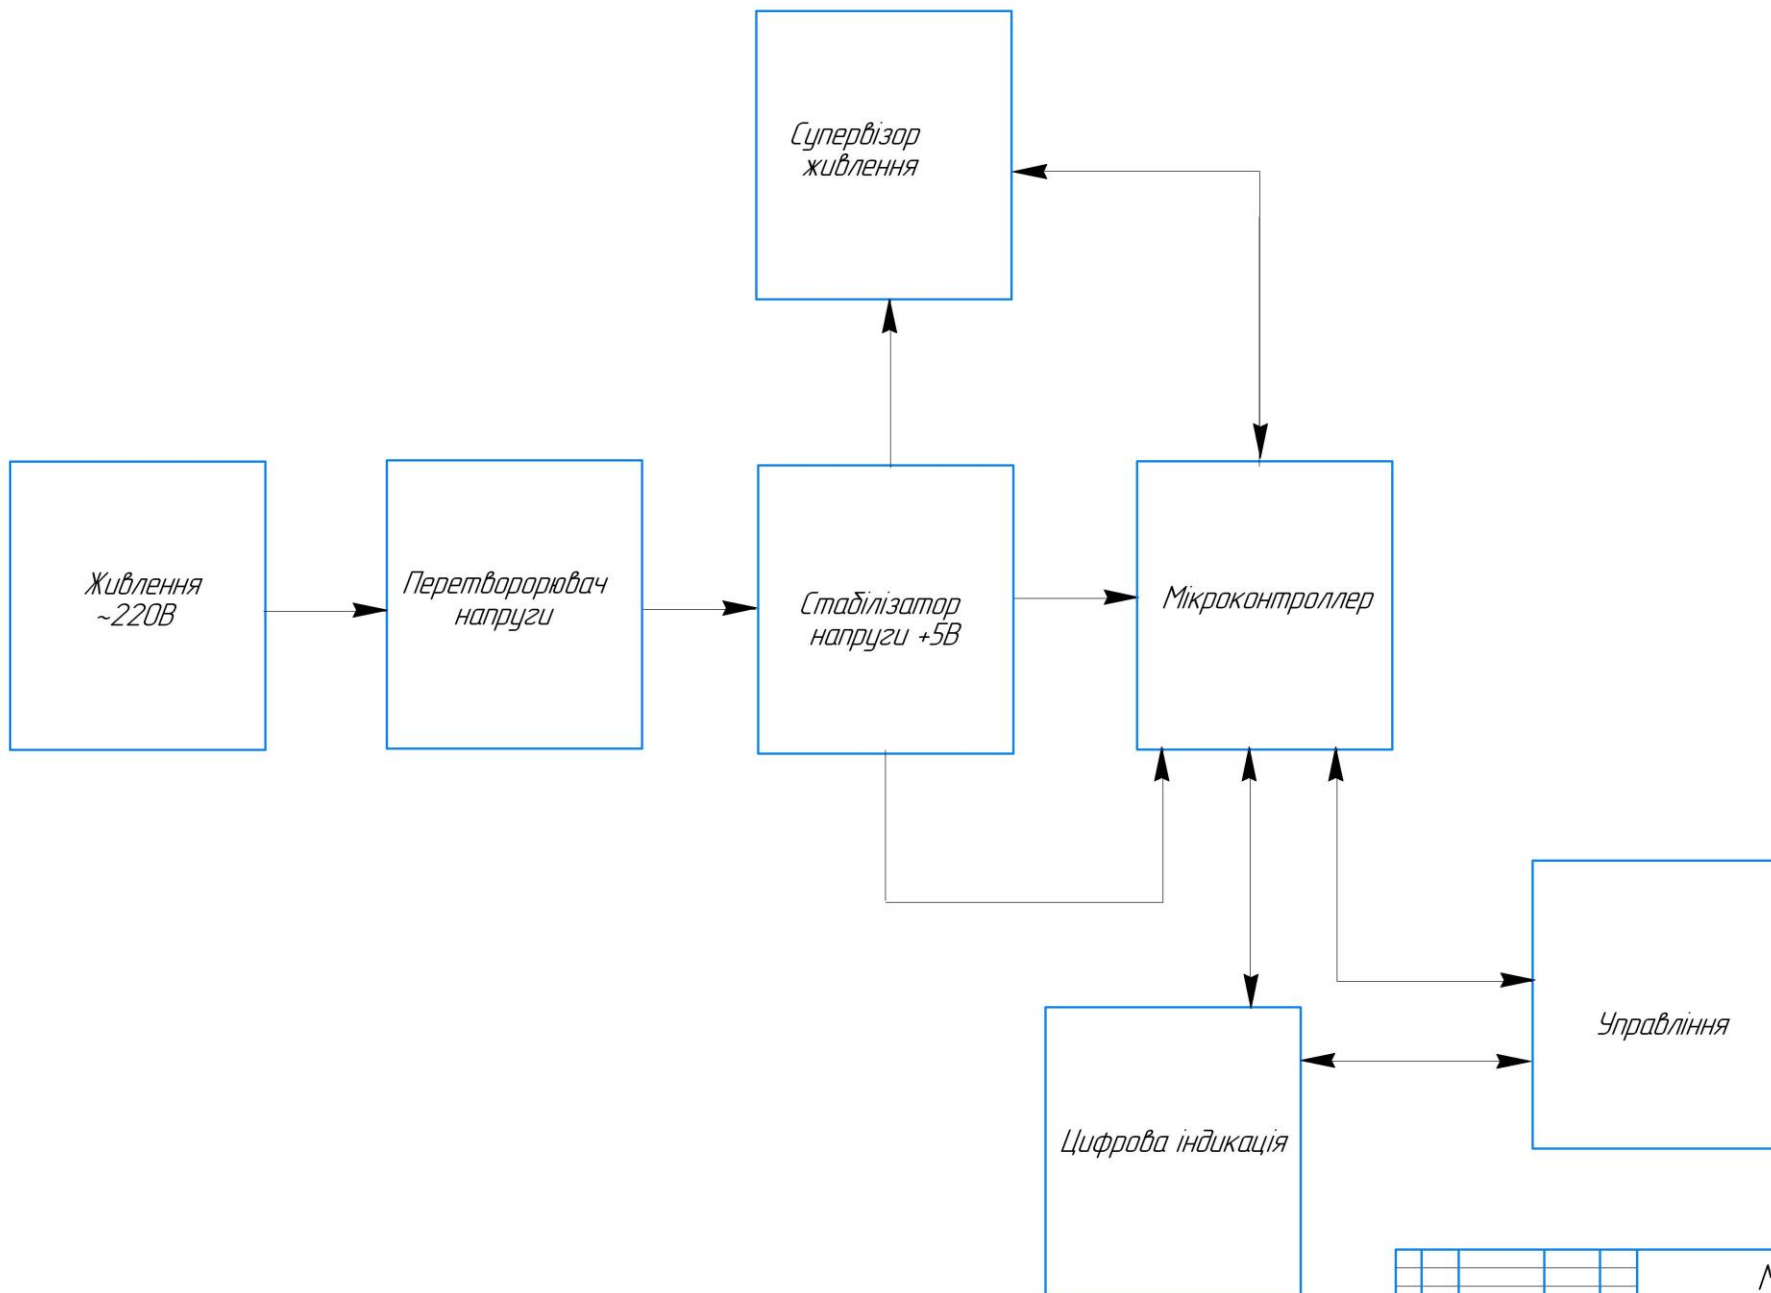 Супервізор
живлення
Живлення
~220В
Перетворорювач
напруги
Стабілізатор
напруги +5В
Мікроконтроллер
Управління
Цифрова індикація